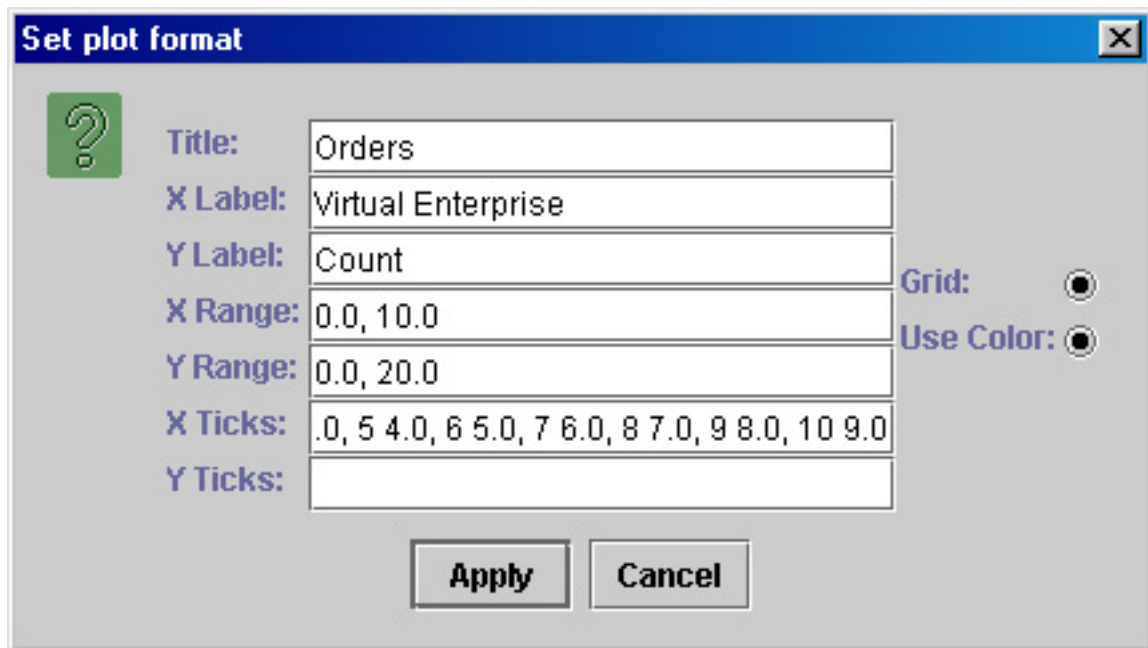 Set plot format
Title: Orders
X Label: Virtual Enterprise
Y Label: Count
X Range: 0.0, 10.0
Y Range: 0.0, 20.0
X Ticks: .0, 5 4.0, 6 5.0, 7 6.0, 8 7.0, 9 8.0, 10 9.0
Y Ticks:
Grid:
Use Color:
Apply Cancel